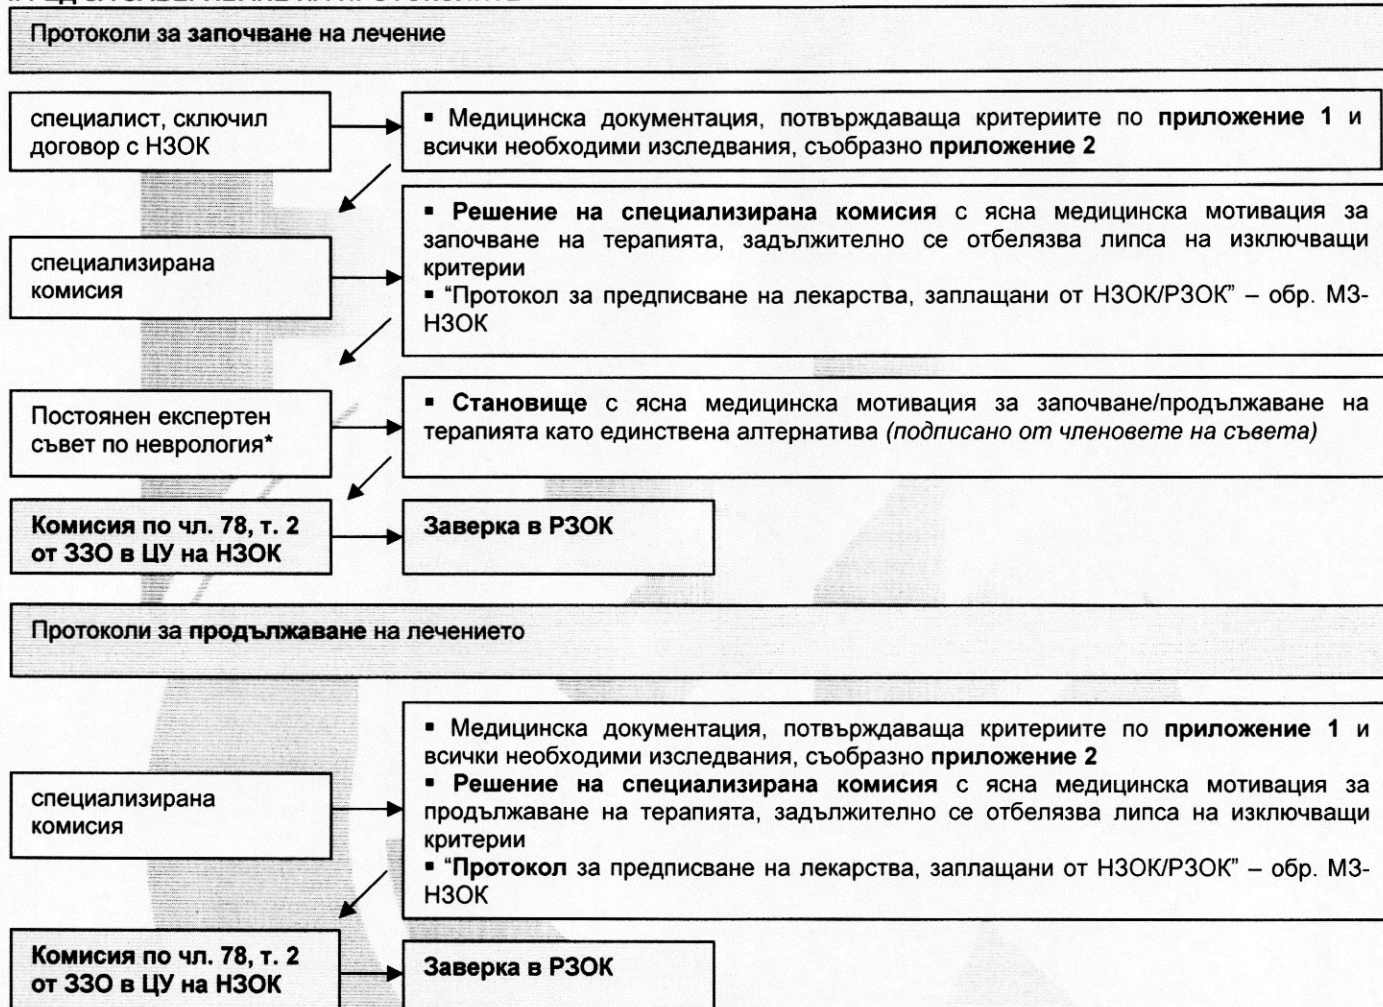 Протоколи за започване на лечение
специалист, сключил
договор с НЗОК
▪ Медицинска документация, потвърждаваща критериите по приложение 1 и
всички необходими изследвания, съобразно приложение 2
специализирана
комисия
▪ Решение на специализирана комисия с ясна медицинска мотивация за
започване на терапията, задължително се отбелязва липса на изключващи
критерии
▪ “Протокол за предписване на лекарства, заплащани от НЗОК/РЗОК” – обр. МЗ-
НЗОК
Постоянен експертен
съвет по неврология*
▪ Становище с ясна медицинска мотивация за започване/продължаване на
терапията като единствена алтернатива (подписано от членовете на съвета)
Комисия по чл. 78, т. 2
от ЗЗО в ЦУ на НЗОК
Заверка в РЗОК
Протоколи за продължаване на лечението
специализирана
комисия
▪ Медицинска документация, потвърждаваща критериите по приложение 1 и
всички необходими изследвания, съобразно приложение 2
▪ Решение на специализирана комисия с ясна медицинска мотивация за
продължаване на терапията, задължително се отбелязва липса на изключващи
критерии
▪ “Протокол за предписване на лекарства, заплащани от НЗОК/РЗОК” – обр. МЗ-
НЗОК
Комисия по чл. 78, т. 2
от ЗЗО в ЦУ на НЗОК
Заверка в РЗОК